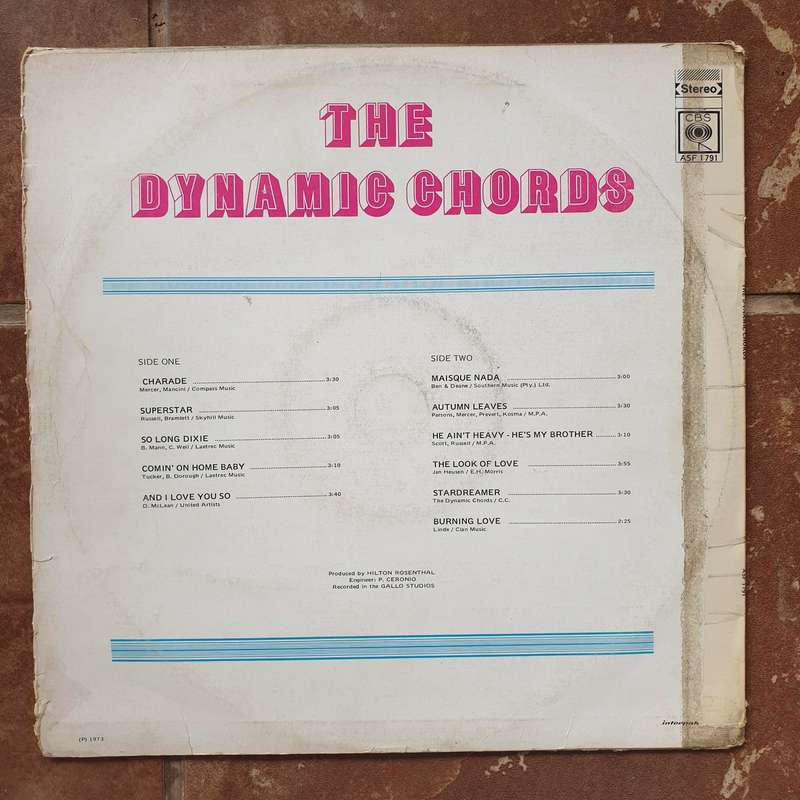 Stereo
CBS
ASF 1791
THE
DYNAMIC CHORDS
SIDE ONE
CHARADE 3:30
Mercer, Mancini / Compass Music
SUPERSTAR 3:05
Russell, Bramlett / Skyhill Music
SO LONG DIXIE 3:05
B. Mann, C. Weil / Laetrec Music
COMIN' ON HOME BABY 3:18
Tucker, B. Dorough / Laetrec Music
AND I LOVE YOU SO 3:40
D. McLean / United Artists
SIDE TWO
MAISQUE NADA 3:00
Ben & Deane / Southern Music (Pty.) Ltd.
AUTUMN LEAVES 3:30
Parsons, Mercer, Prevert, Kosma / M.P.A.
HE AIN'T HEAVY - HE'S MY BROTHER 3:10
Scott, Russell / M.P.A.
THE LOOK OF LOVE 3:55
Jan Heusen / E.H. Morris
STARDREAMER 3:30
The Dynamic Chords / C.C.
BURNING LOVE 2:25
Linde / Clan Music
Produced by HILTON ROSENTHAL
Engineer: P. CERONIO
Recorded in the GALLO STUDIOS
interpak
(P) 1973